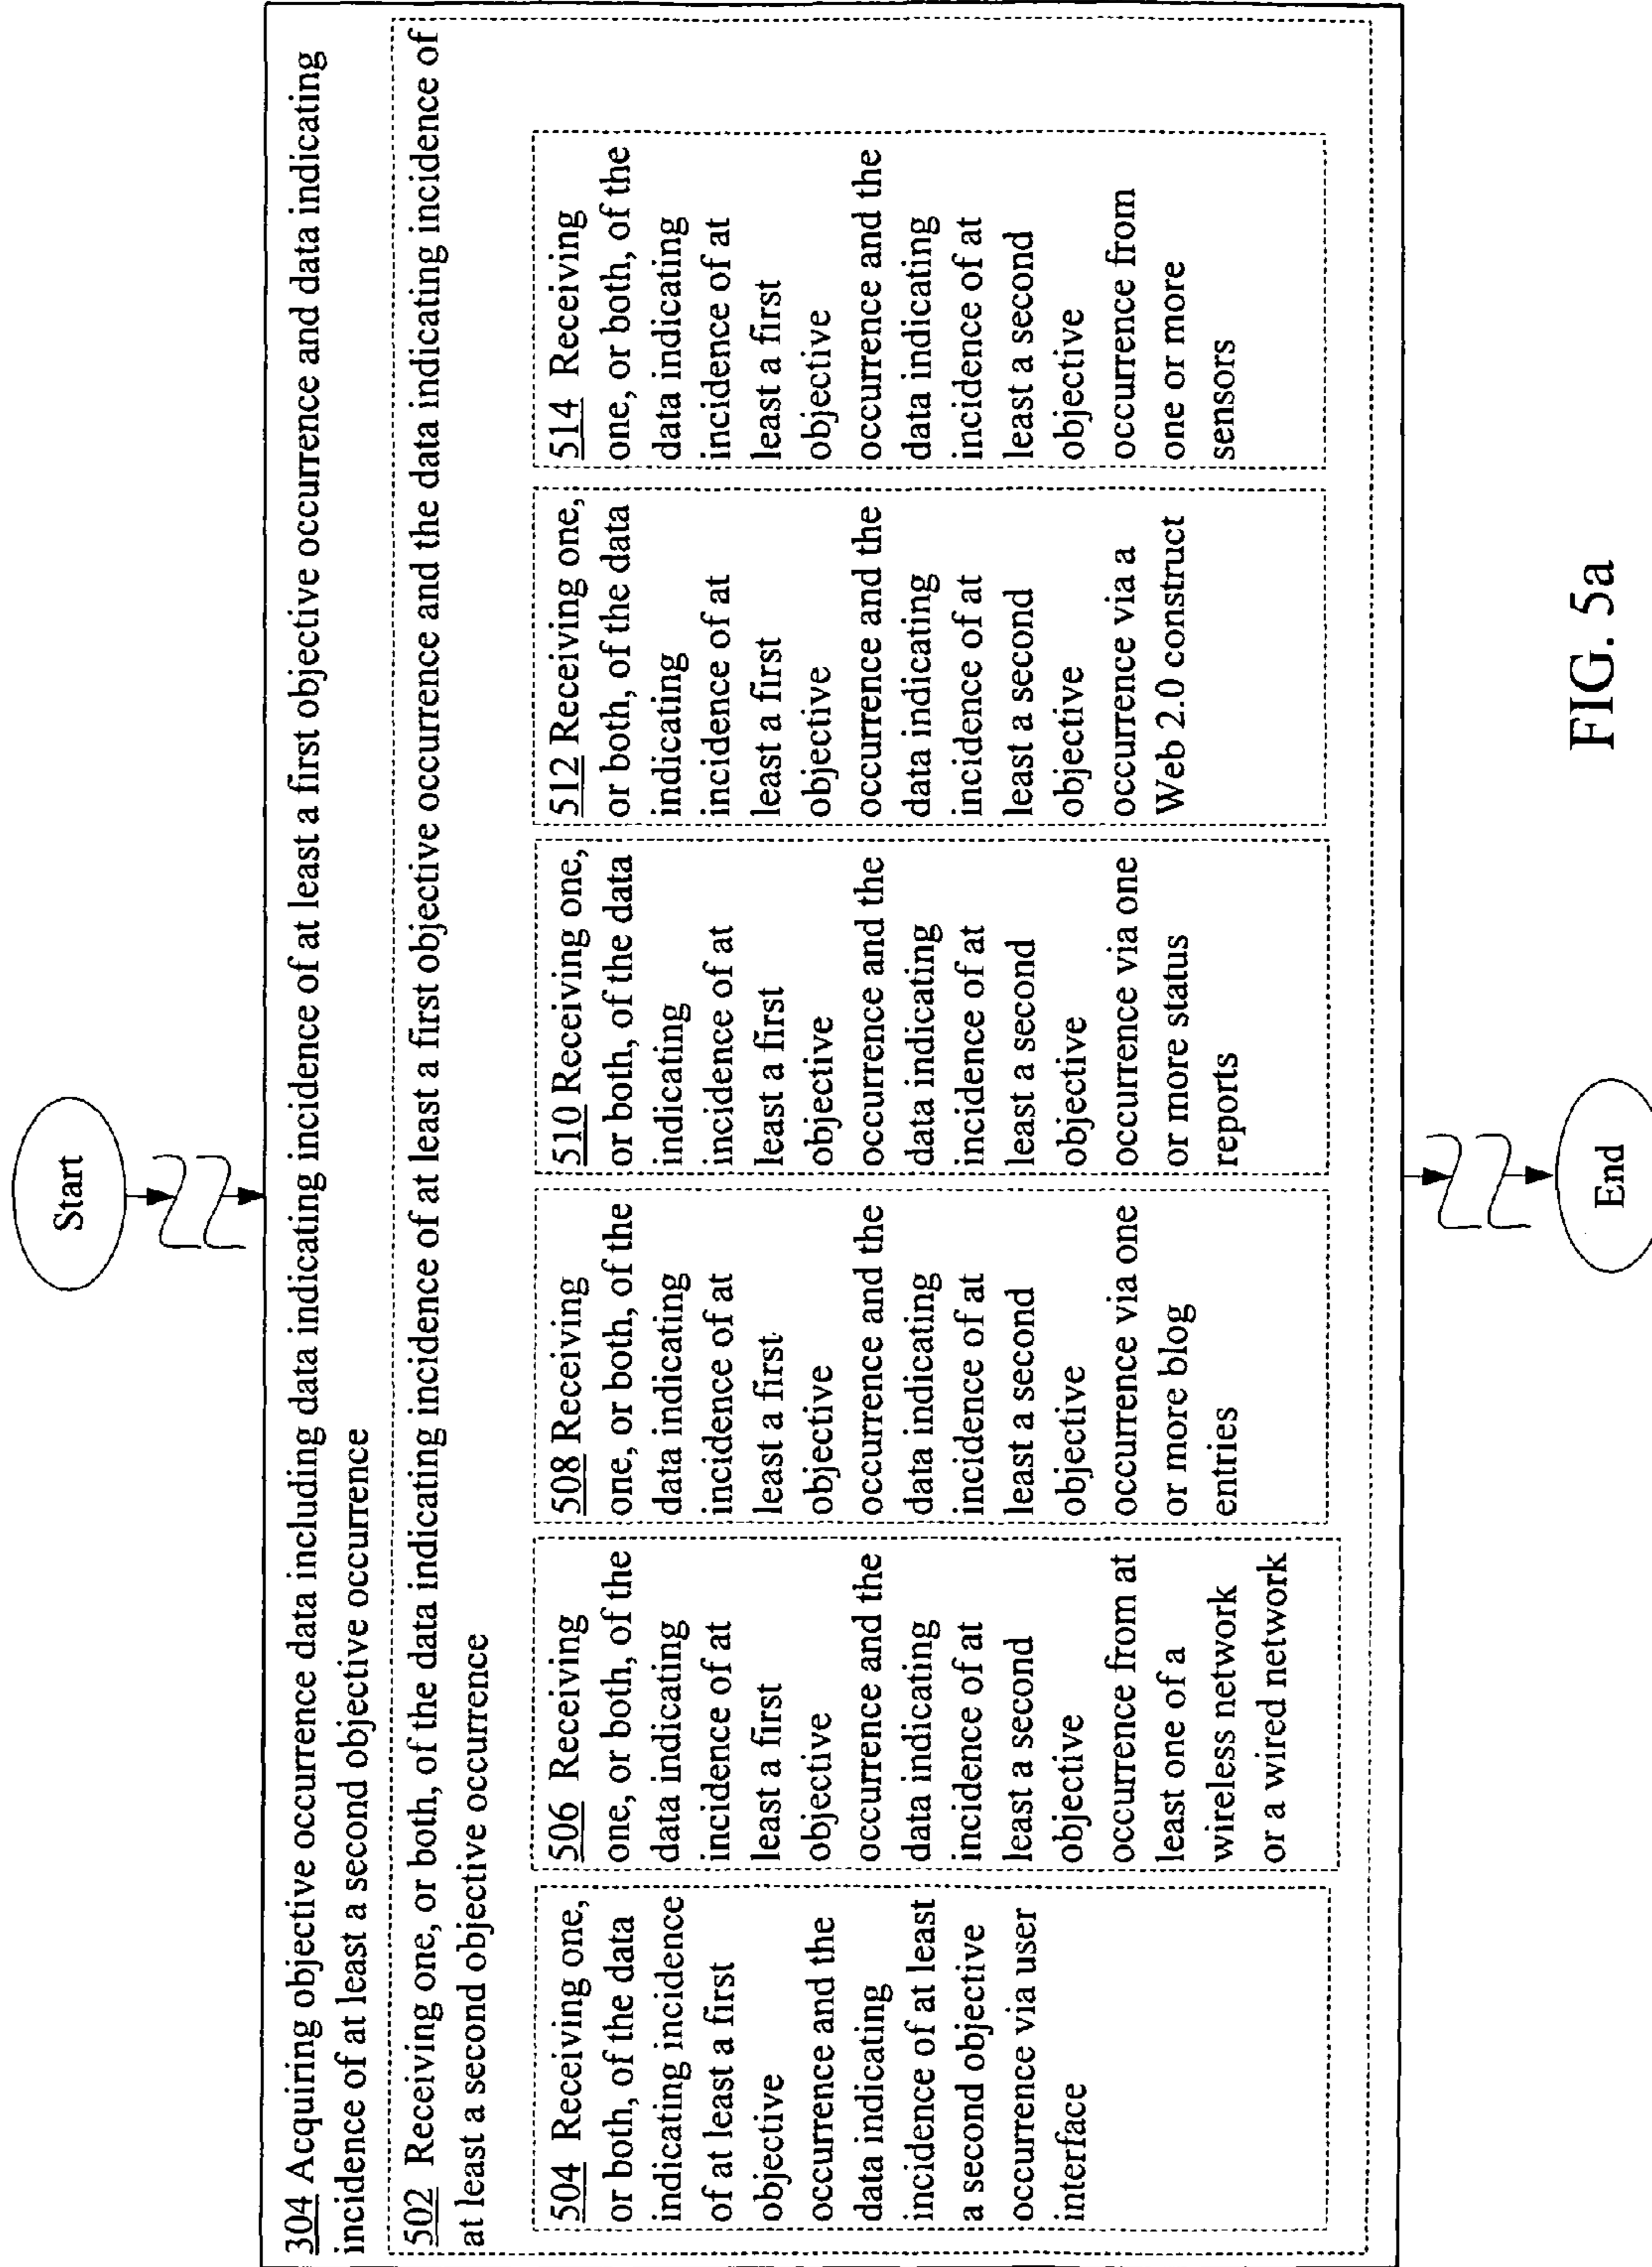 Start
304 Acquiring objective occurrence data including data indicating incidence of at least a first objective occurrence and data indicating
incidence of at least a second objective occurrence
502 Receiving one, or both, of the data indicating incidence of at least a first objective occurrence and the data indicating incidence of
at least a second objective occurrence
504 Receiving one,
or both, of the data
indicating incidence
of at least a first
objective
occurrence and the
data indicating
incidence of at least
a second objective
occurrence via user
interface
506 Receiving
one, or both, of the
data indicating
incidence of at
least a first
objective
occurrence and the
data indicating
incidence of at
least a second
objective
occurrence from at
least one of a
wireless network
or a wired network
508 Receiving
one, or both, of the
data indicating
incidence of at
least a first
objective
occurrence and the
data indicating
incidence of at
least a second
objective
occurrence via one
or more blog
entries
510 Receiving one,
or both, of the data
indicating
incidence of at
least a first
objective
occurrence and the
data indicating
incidence of at
least a second
objective
occurrence via one
or more status
reports
512 Receiving one,
or both, of the data
indicating
incidence of at
least a first
objective
occurrence and the
data indicating
incidence of at
least a second
objective
occurrence via a
Web 2.0 construct
514 Receiving
one, or both, of the
data indicating
incidence of at
least a first
objective
occurrence and the
data indicating
incidence of at
least a second
objective
occurrence from
one or more
sensors
End
FIG. 5a